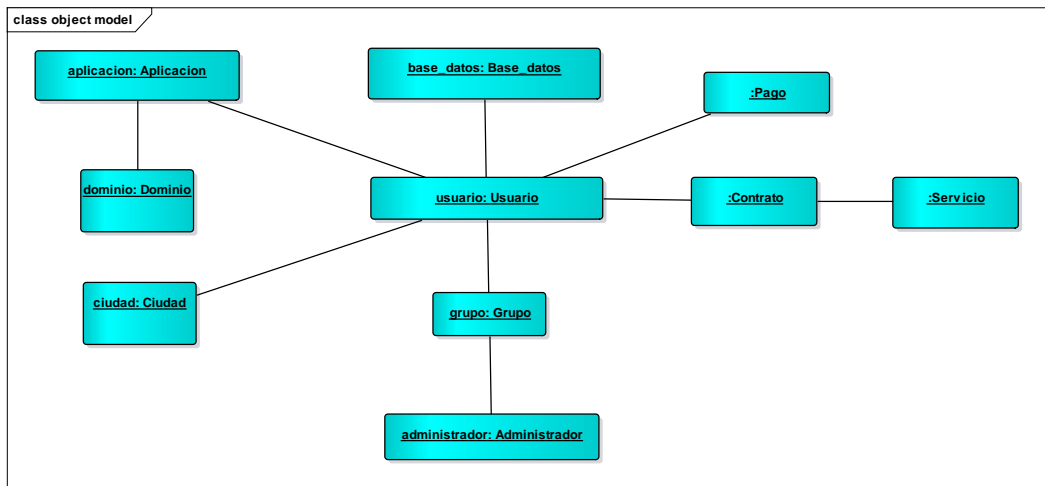 class object model
aplicacion: Aplicacion
base_datos: Base_datos
:Pago
dominio: Dominio
usuario: Usuario
:Contrato
:Servicio
ciudad: Ciudad
grupo: Grupo
administrador: Administrador